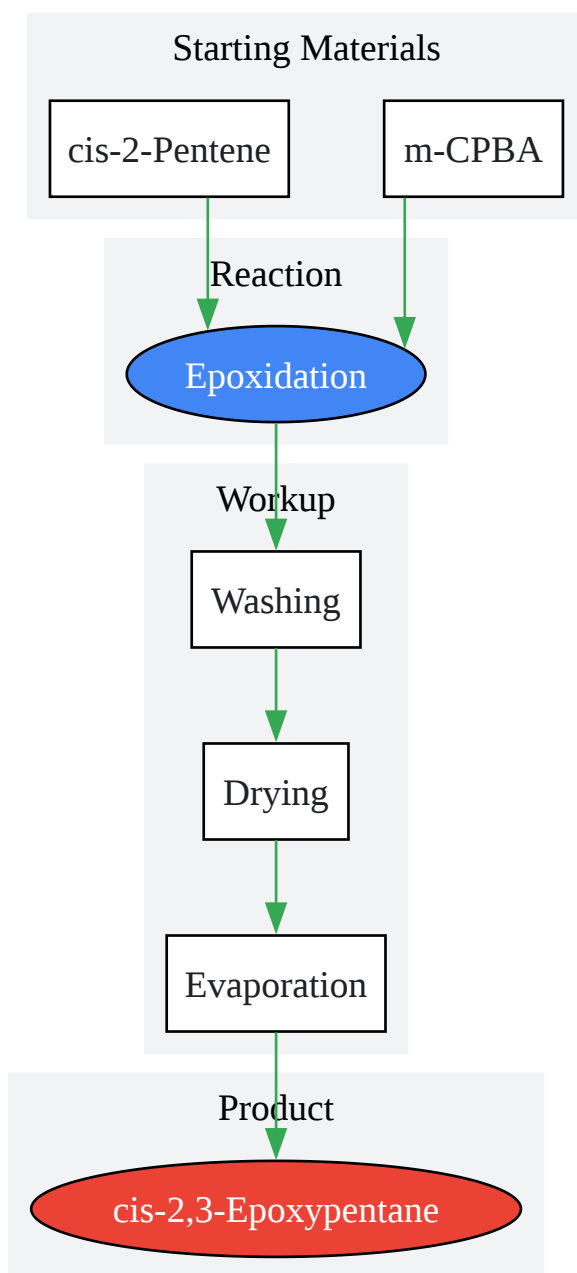 Starting Materials
cis-2-Pentene
m-CPBA
Reaction
Epoxidation
Workup
Washing
Drying
Evaporation
Product
cis-2,3-Epoxypentane